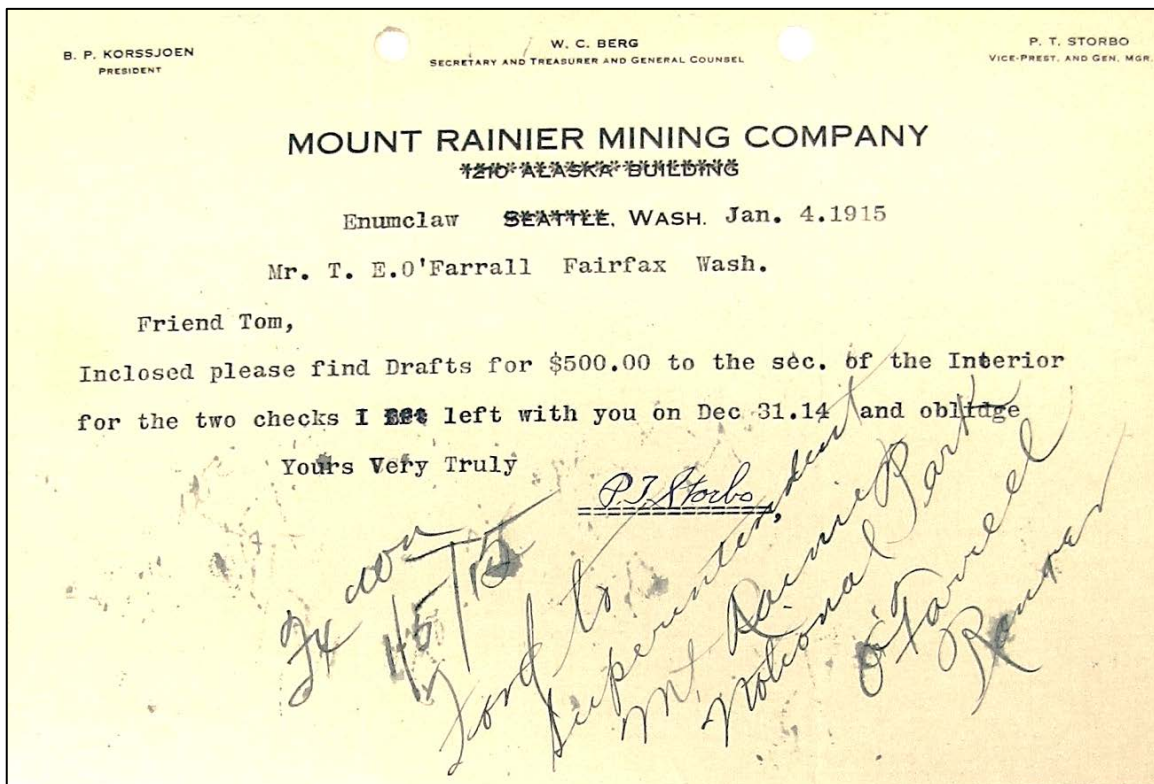 B. P. KORSSJOEN
PRESIDENT
W. C. BERG
SECRETARY AND TREASURER AND GENERAL COUNSEL
P. T. STORBO
VICE-PREST. AND GEN. MGR.
MOUNT RAINIER MINING COMPANY
1210 ALASKA BUILDING
Enumclaw SEATTLE, WASH. Jan. 4.1915
Mr. T. E.O'Farrall Fairfax Wash.
Friend Tom,
Inclosed please find Drafts for $500.00 to the sec. of the Interior
for the two checks I left with you on Dec 31.14 and oblidge
Yours Very Truly
P.T. Storbo
1/5/15
Ford to
Superintendent
Mt Rainier Park
National
O'Farrel
Ranger